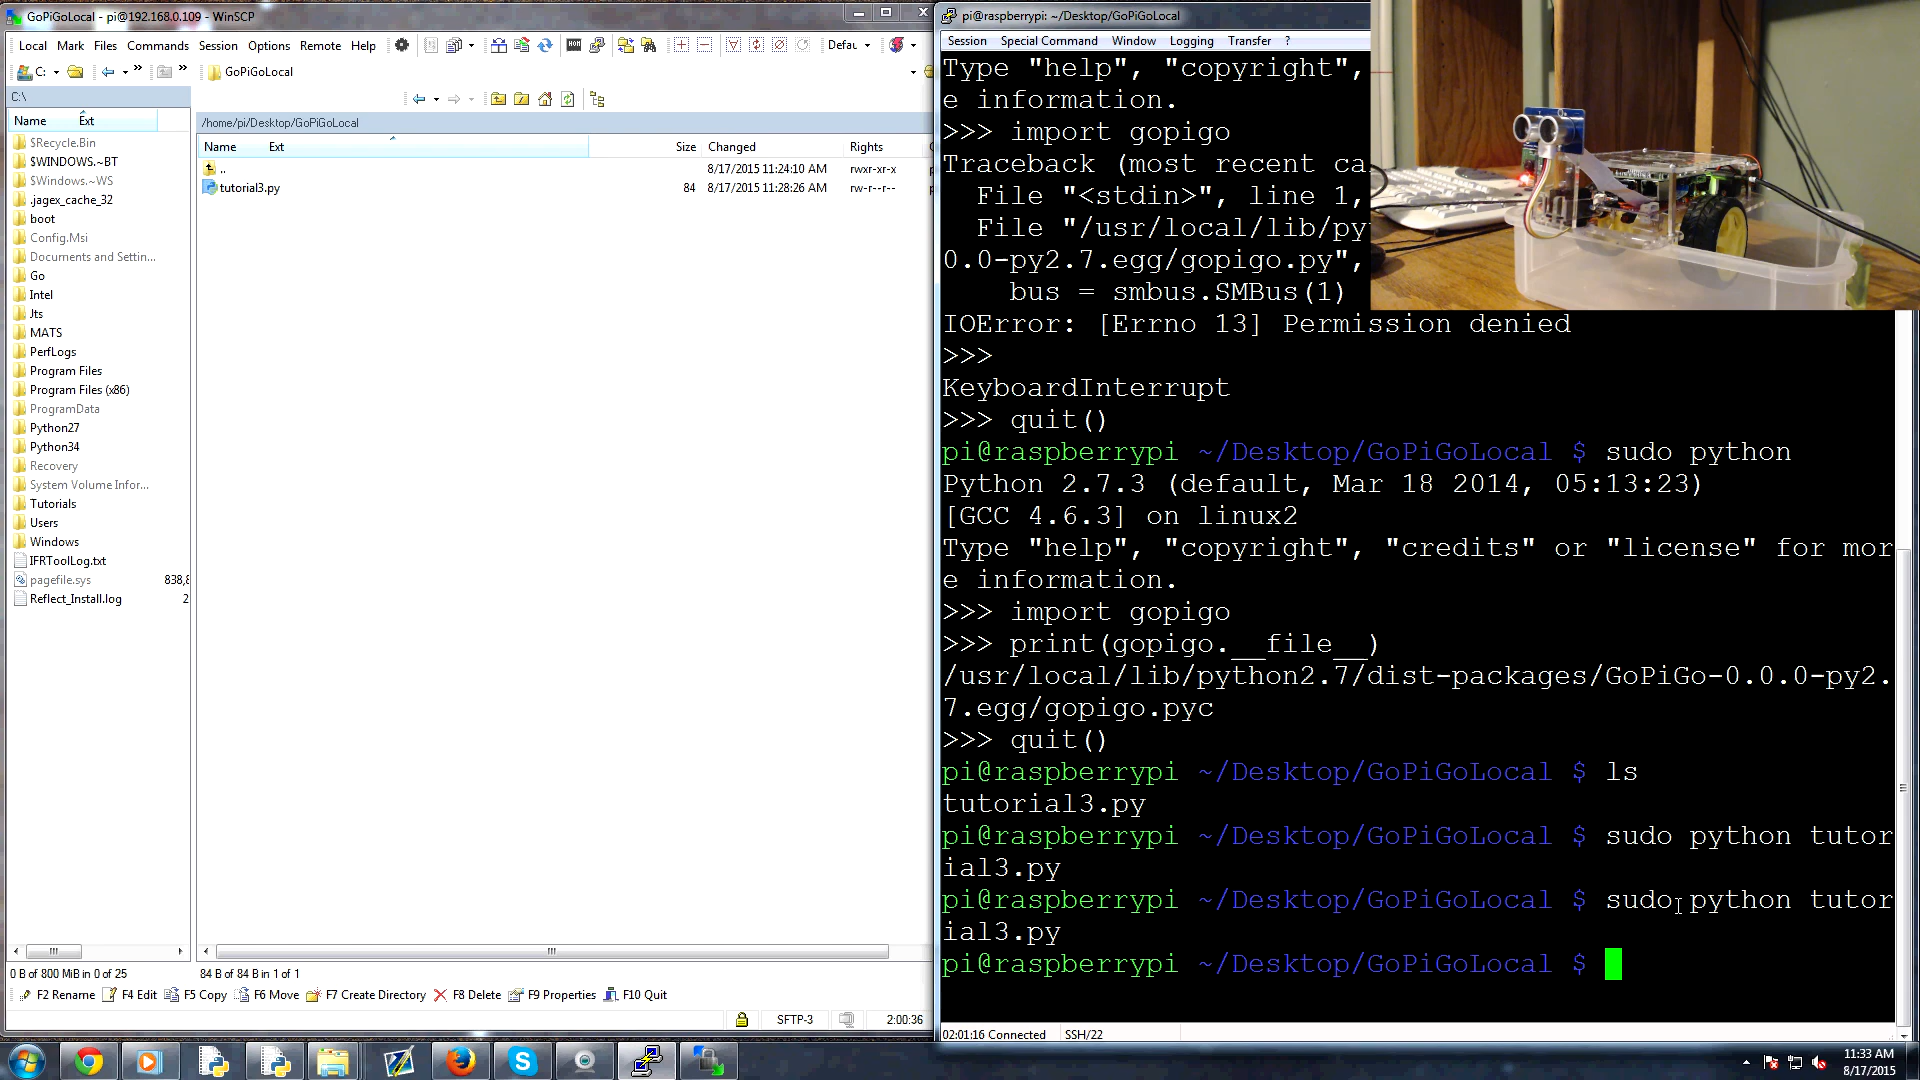 GoPiGoLocal - pi@192.168.0.109 - WinSCP
Local Mark Files Commands Session Options Remote Help
Defau
C:
GoPiGoLocal
C:\
Name Ext
$Recycle.Bin
$WINDOWS.~BT
$Windows.~WS
.jagex_cache_32
boot
Config.Msi
Documents and Settin...
Go
Intel
Jts
MATS
PerfLogs
Program Files
Program Files (x86)
ProgramData
Python27
Python34
Recovery
System Volume Infor...
Tutorials
Users
Windows
IFRToolLog.txt
pagefile.sys 838,8
Reflect_Install.log 2
/home/pi/Desktop/GoPiGoLocal
Name Ext Size Changed Rights
.. 8/17/2015 11:24:10 AM rwxr-xr-x
tutorial3.py 84 8/17/2015 11:28:26 AM rw-r--r--
0 B of 800 MiB in 0 of 25
84 B of 84 B in 1 of 1
F2 Rename F4 Edit F5 Copy F6 Move F7 Create Directory F8 Delete F9 Properties F10 Quit
SFTP-3 2:00:36
pi@raspberrypi: ~/Desktop/GoPiGoLocal
Session Special Command Window Logging Transfer ?
Type "help", "copyright",
e information.
>>> import gopigo
Traceback (most recent ca
File "<stdin>", line 1,
File "/usr/local/lib/py
0.0-py2.7.egg/gopigo.py",
bus = smbus.SMBus(1)
IOError: [Errno 13] Permission denied
>>>
KeyboardInterrupt
>>> quit()
pi@raspberrypi ~/Desktop/GoPiGoLocal $ sudo python
Python 2.7.3 (default, Mar 18 2014, 05:13:23)
[GCC 4.6.3] on linux2
Type "help", "copyright", "credits" or "license" for mor
e information.
>>> import gopigo
>>> print(gopigo.__file__)
/usr/local/lib/python2.7/dist-packages/GoPiGo-0.0.0-py2.
7.egg/gopigo.pyc
>>> quit()
pi@raspberrypi ~/Desktop/GoPiGoLocal $ ls
tutorial3.py
pi@raspberrypi ~/Desktop/GoPiGoLocal $ sudo python tutor
ial3.py
pi@raspberrypi ~/Desktop/GoPiGoLocal $ sudo python tutor
ial3.py
pi@raspberrypi ~/Desktop/GoPiGoLocal $
02:01:16 Connected SSH/22
11:33 AM
8/17/2015